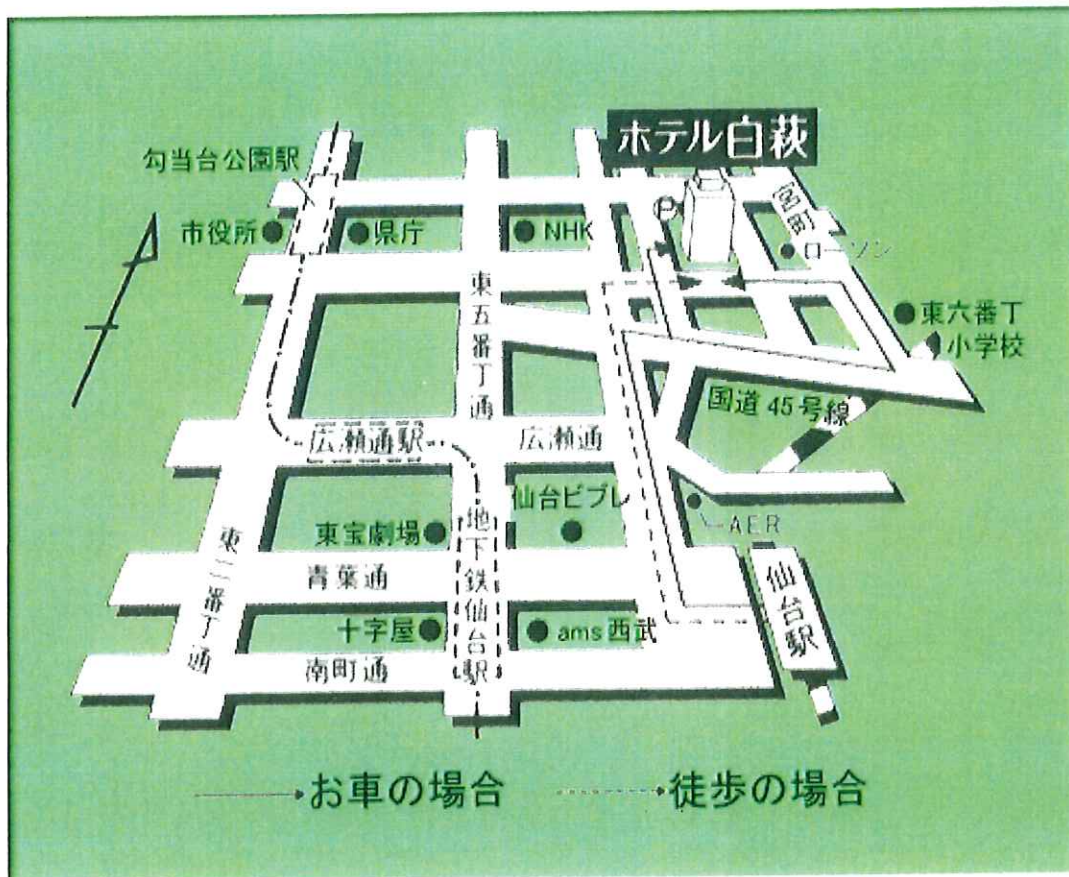 ホテル白萩
勾当台公園駅
宮町
P
市役所
県庁
NHK
ローソン
東五番丁通
東六番丁
小学校
国道45号線
広瀬通駅
広瀬通
仙台ビブレ
AER
東宝劇場
地下鉄仙台駅
東二番丁通
青葉通
仙台駅
十字屋
ams西武
南町通
お車の場合
徒歩の場合